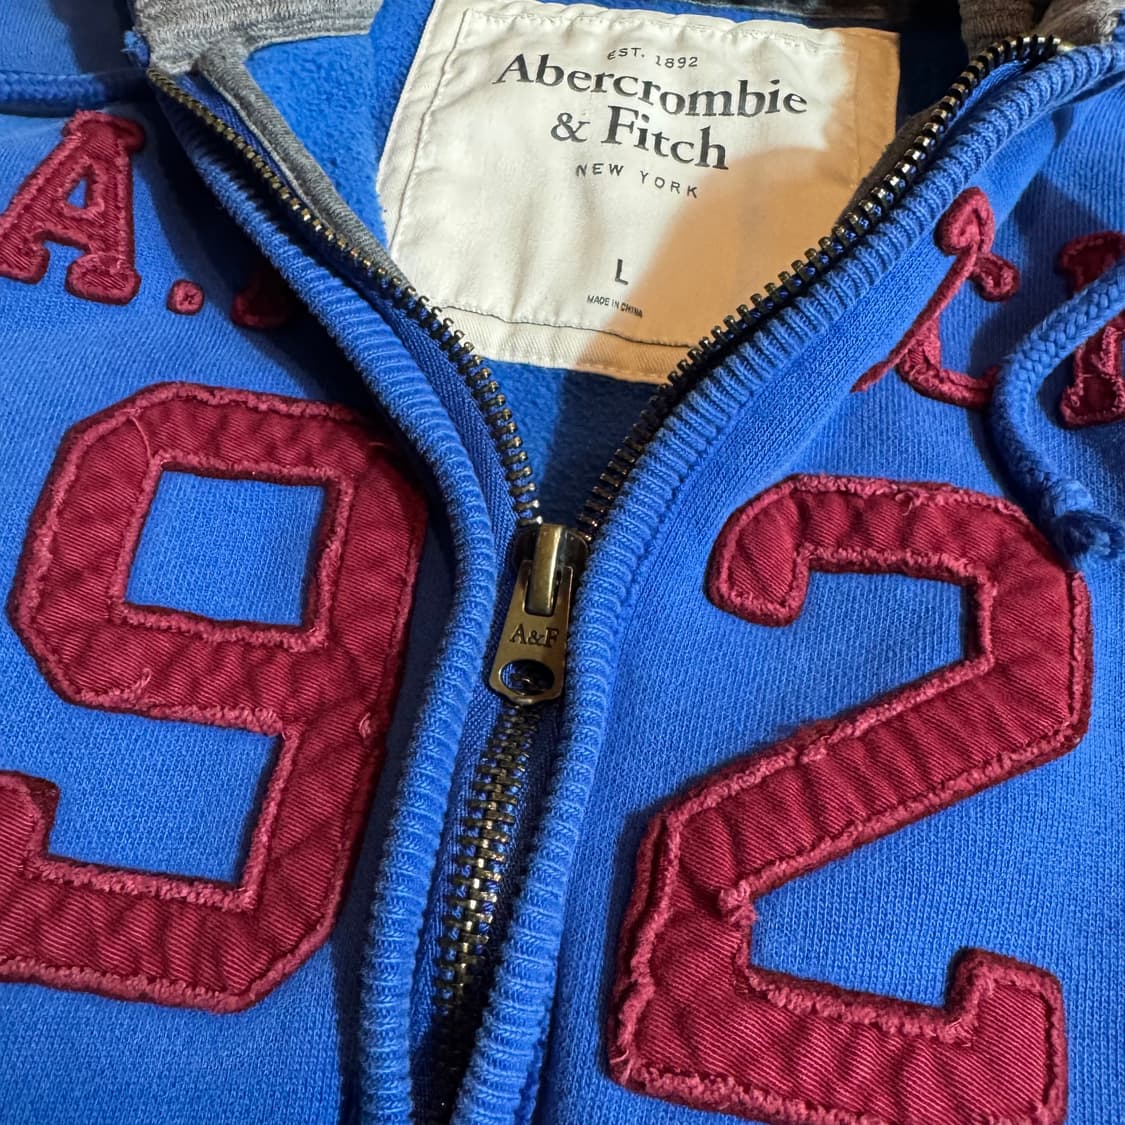 EST. 1892
Abercrombie
& Fitch
NEW YORK
L
MADE IN CHINA
A.
A&F
92